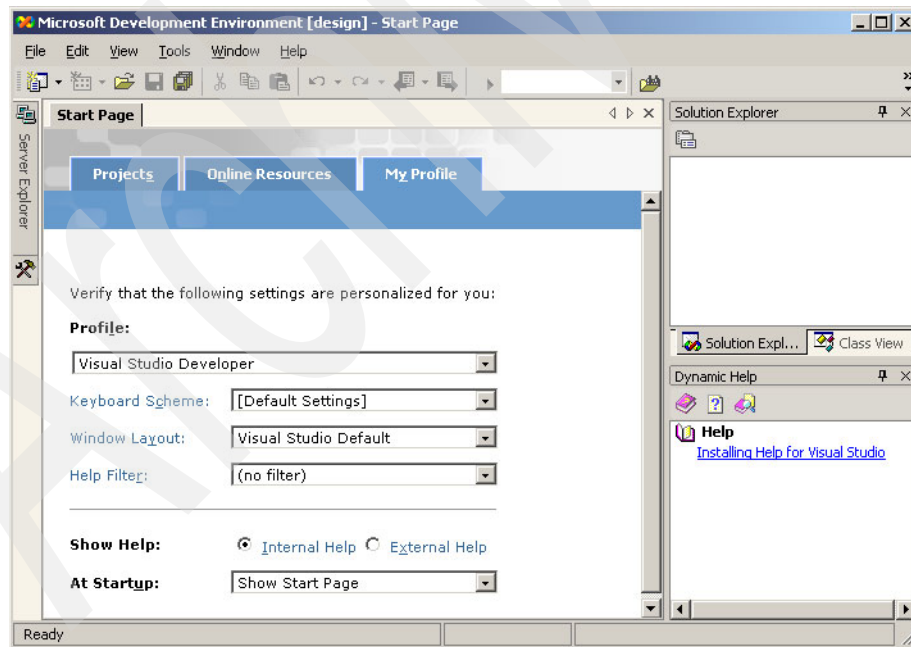 Microsoft Development Environment [design] - Start Page
File Edit View Tools Window Help
Start Page
Solution Explorer
Server Explorer
Projects Online Resources My Profile
Verify that the following settings are personalized for you:
Profile:
Visual Studio Developer
Keyboard Scheme: [Default Settings]
Window Layout: Visual Studio Default
Help Filter: (no filter)
Show Help: Internal Help External Help
At Startup: Show Start Page
Solution Expl... Class View
Dynamic Help
Help
Installing Help for Visual Studio
Ready